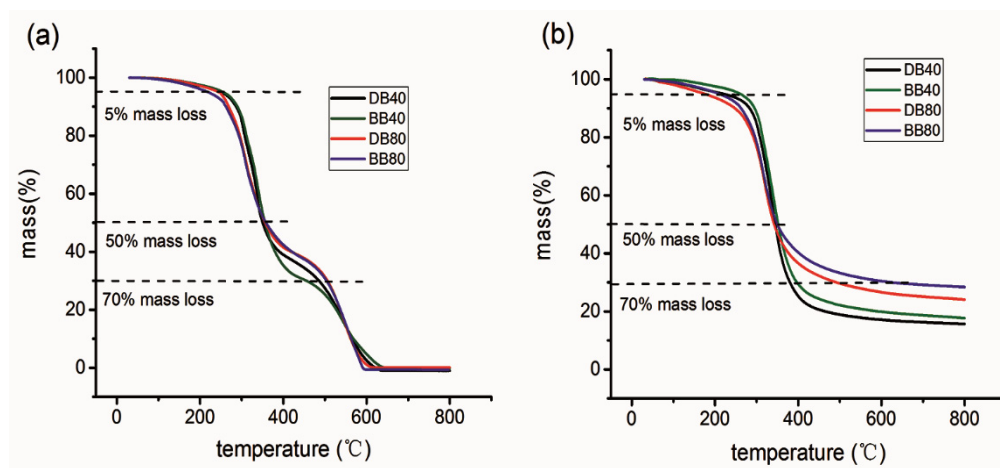 (a)
100
80
60
40
20
0
mass(%)
5% mass loss
50% mass loss
70% mass loss
DB40
BB40
DB80
BB80
0 200 400 600 800
temperature (℃)
(b)
100
80
60
40
20
0
mass(%)
5% mass loss
50% mass loss
70% mass loss
DB40
BB40
DB80
BB80
0 200 400 600 800
temperature (℃)